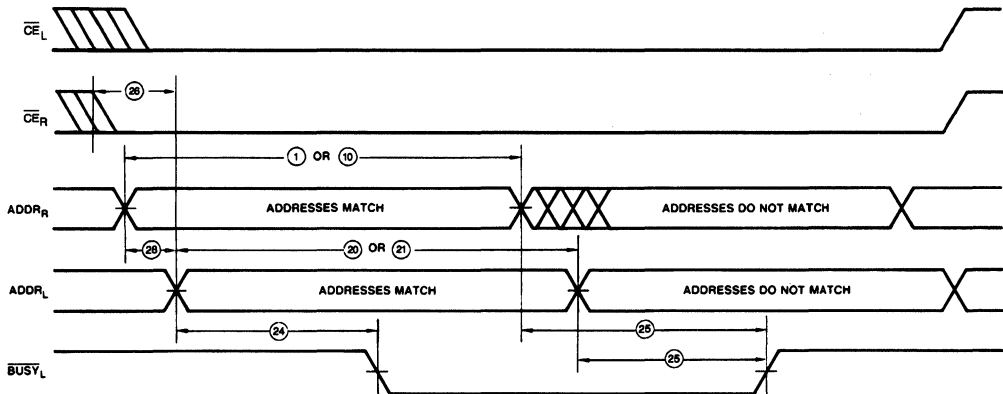 CE̅L
26
CE̅R
1 OR 10
ADDRR ADDRESSES MATCH ADDRESSES DO NOT MATCH
28 20 OR 21
ADDRL ADDRESSES MATCH ADDRESSES DO NOT MATCH
24 25
25
BUSYL